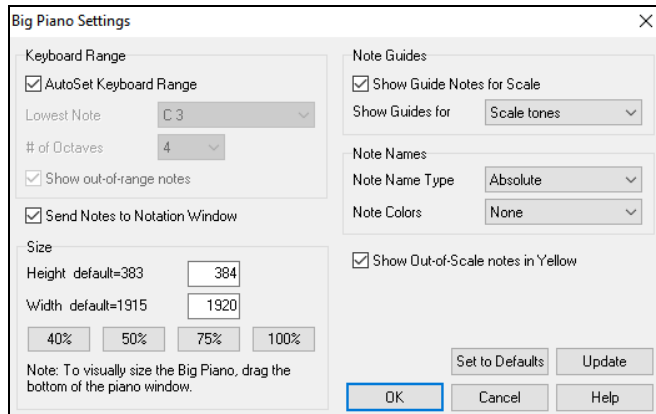 Big Piano Settings
Keyboard Range
AutoSet Keyboard Range
Lowest Note C 3
# of Octaves 4
Show out-of-range notes
Send Notes to Notation Window
Size
Height default=383 384
Width default=1915 1920
40% 50% 75% 100%
Note: To visually size the Big Piano, drag the
bottom of the piano window.
Note Guides
Show Guide Notes for Scale
Show Guides for Scale tones
Note Names
Note Name Type Absolute
Note Colors None
Show Out-of-Scale notes in Yellow
Set to Defaults Update
OK Cancel Help